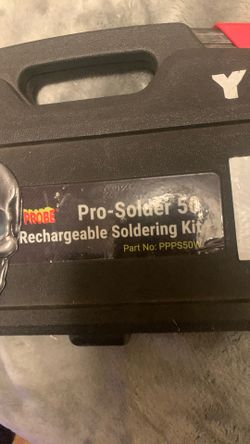 Y
PROBE
Pro-Solder 50
Rechargeable Soldering Kit
Part No: PPPS50W